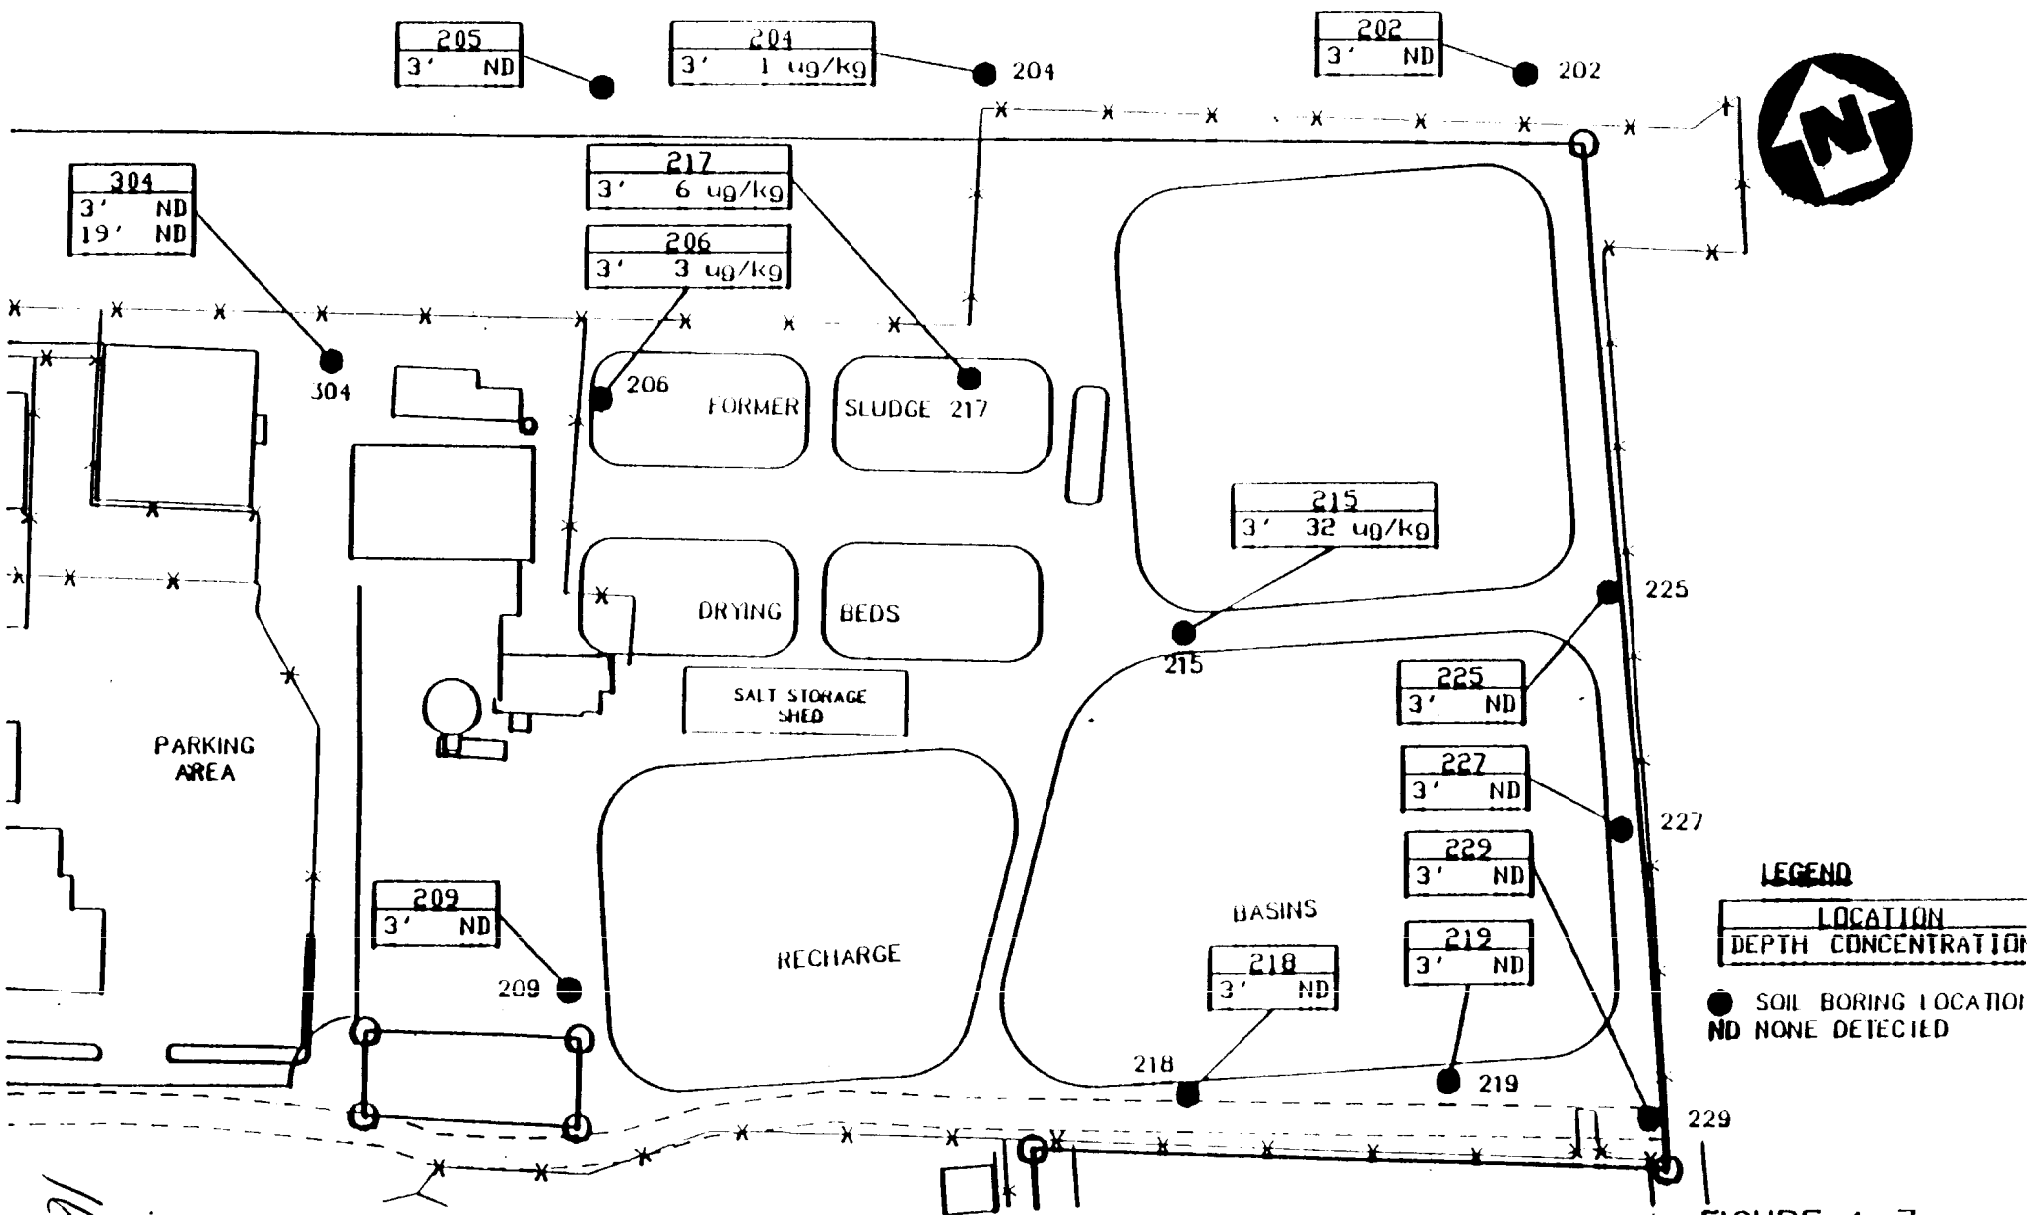 205
3' ND
204
3' 1 ug/kg
204
202
3' ND
202
N
304
3' ND
19' ND
304
217
3' 6 ug/kg
206
3' 3 ug/kg
206
FORMER
SLUDGE 217
215
3' 32 ug/kg
215
225
DRYING
BEDS
225
3' ND
SALT STORAGE
SHED
PARKING
AREA
227
3' ND
227
229
3' ND
209
3' ND
209
RECHARGE
BASINS
218
3' ND
218
219
3' ND
219
229
LEGEND
LOCATION
DEPTH CONCENTRATION
SOIL BORING LOCATION
ND NONE DETECTED